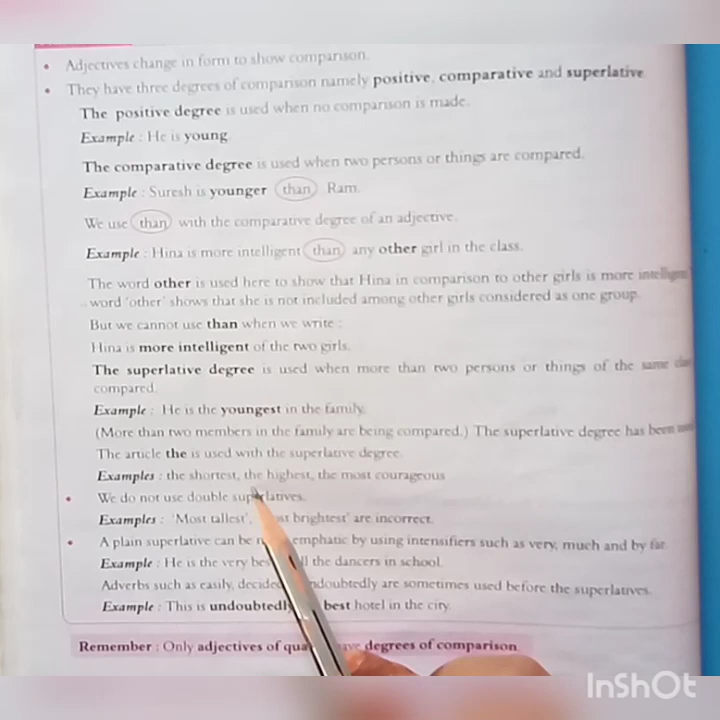 • Adjectives change in form to show comparison.
• They have three degrees of comparison namely positive, comparative and superlative.
The positive degree is used when no comparison is made.
Example : He is young.
The comparative degree is used when two persons or things are compared.
Example : Suresh is younger than Ram.
We use than with the comparative degree of an adjective.
Example : Hina is more intelligent than any other girl in the class.
The word other is used here to show that Hina in comparison to other girls is more intelligent
word 'other' shows that she is not included among other girls considered as one group.
But we cannot use than when we write :
Hina is more intelligent of the two girls.
The superlative degree is used when more than two persons or things of the same
compared.
Example : He is the youngest in the family.
(More than two members in the family are being compared.) The superlative degree has been
The article the is used with the superlative degree.
Examples : the shortest, the highest, the most courageous
• We do not use double superlatives.
Examples : 'Most tallest', brightest' are incorrect.
• A plain superlative can be emphatic by using intensifiers such as very, much and by far.
Example : He is the very the dancers in school.
Adverbs such as easily, undoubtedly are sometimes used before the superlatives.
Example : This is undoubtedly best hotel in the city.
Remember : Only adjectives of have degrees of comparison.
InShOt